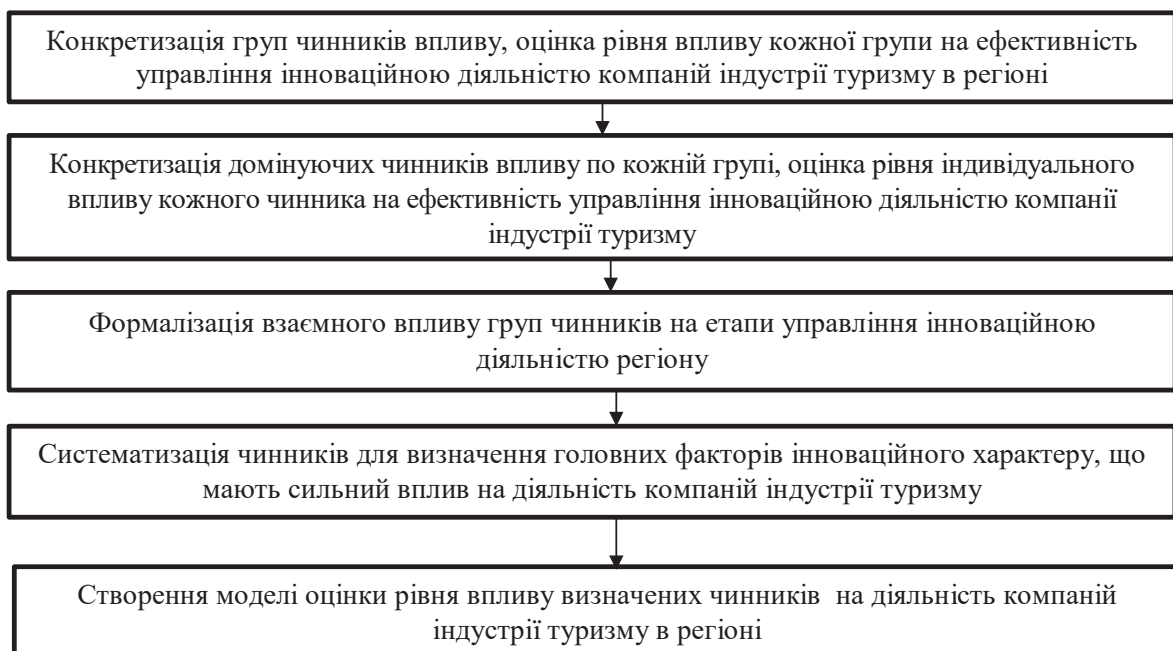 Конкретизація груп чинників впливу, оцінка рівня впливу кожної групи на ефективність
управління інноваційною діяльністю компаній індустрії туризму в регіоні
Конкретизація домінуючих чинників впливу по кожній групі, оцінка рівня індивідуального
впливу кожного чинника на ефективність управління інноваційною діяльністю компанії
індустрії туризму
Формалізація взаємного впливу груп чинників на етапи управління інноваційною
діяльністю регіону
Систематизація чинників для визначення головних факторів інноваційного характеру, що
мають сильний вплив на діяльність компаній індустрії туризму
Створення моделі оцінки рівня впливу визначених чинників на діяльність компаній
індустрії туризму в регіоні